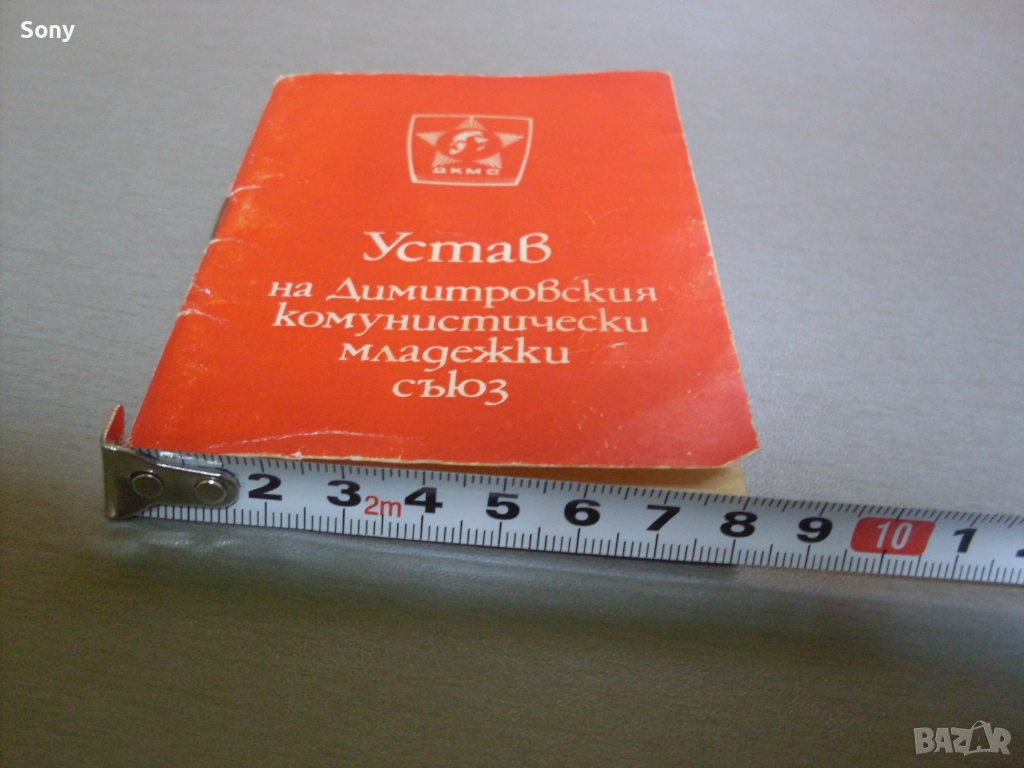 Sony
ДКМС
Устав
на Димитровския
комунистически
младежки
съюз
2 3 2m 4 5 6 7 8 9 10 1
BAZAR